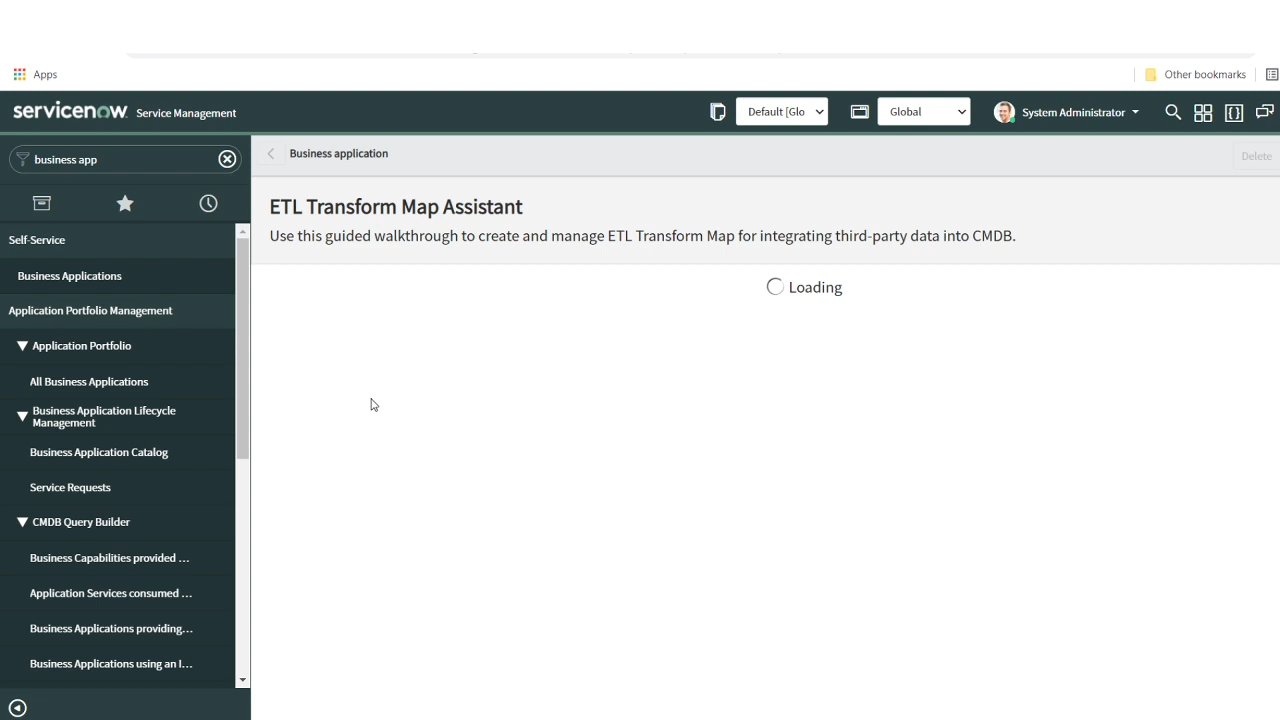 Apps
Other bookmarks
servicenow Service Management
Default [Glo
Global
System Administrator
business app
Business application
Delete
ETL Transform Map Assistant
Use this guided walkthrough to create and manage ETL Transform Map for integrating third-party data into CMDB.
Loading
Self-Service
Business Applications
Application Portfolio Management
Application Portfolio
All Business Applications
Business Application Lifecycle
Management
Business Application Catalog
Service Requests
CMDB Query Builder
Business Capabilities provided ...
Application Services consumed ...
Business Applications providing...
Business Applications using an I...